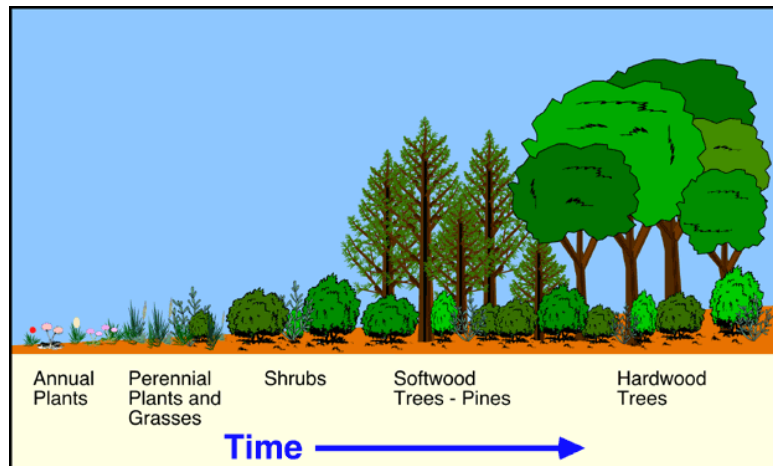 Annual
Plants
Perennial
Plants and
Grasses
Shrubs
Softwood
Trees - Pines
Hardwood
Trees
Time